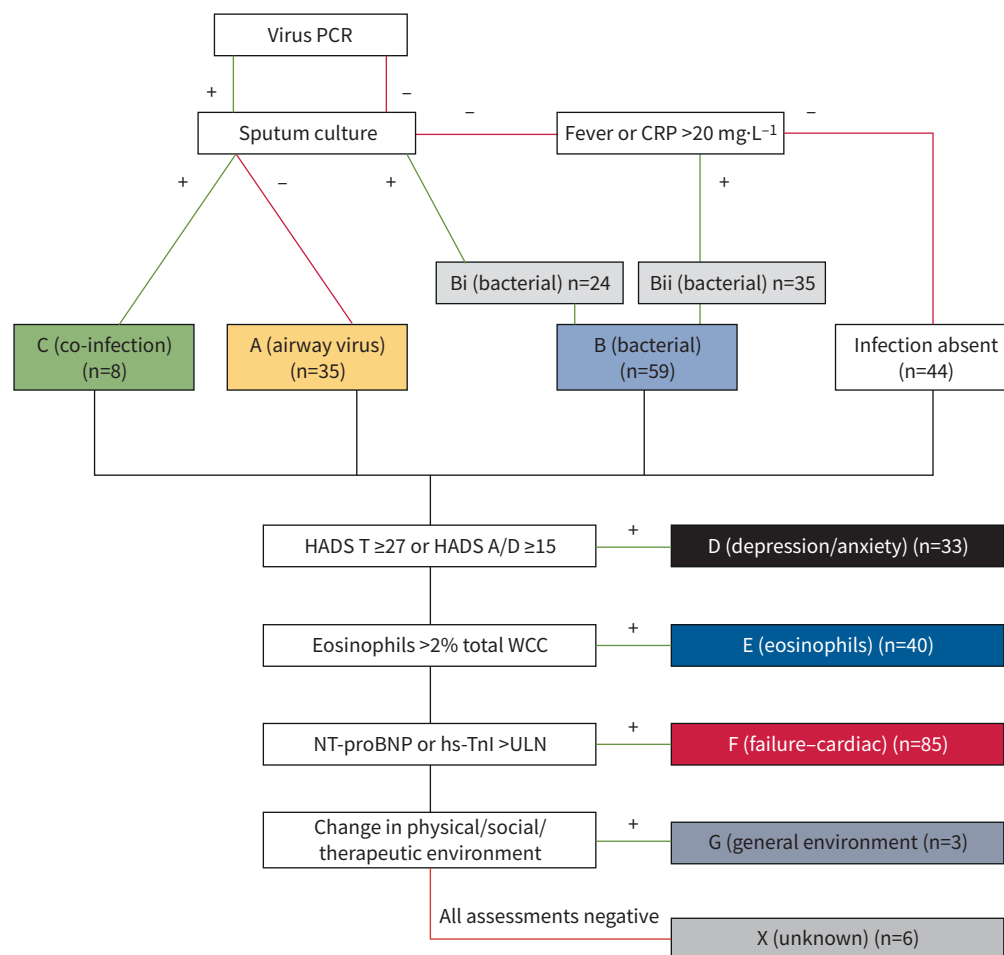 Virus PCR
+
–
Sputum culture
–
Fever or CRP >20 mg·L⁻¹
–
+
–
+
+
Bi (bacterial) n=24
Bii (bacterial) n=35
C (co-infection)
(n=8)
A (airway virus)
(n=35)
B (bacterial)
(n=59)
Infection absent
(n=44)
HADS T ≥27 or HADS A/D ≥15
+
D (depression/anxiety) (n=33)
Eosinophils >2% total WCC
+
E (eosinophils) (n=40)
NT-proBNP or hs-TnI >ULN
+
F (failure–cardiac) (n=85)
Change in physical/social/
therapeutic environment
+
G (general environment (n=3)
All assessments negative
X (unknown) (n=6)